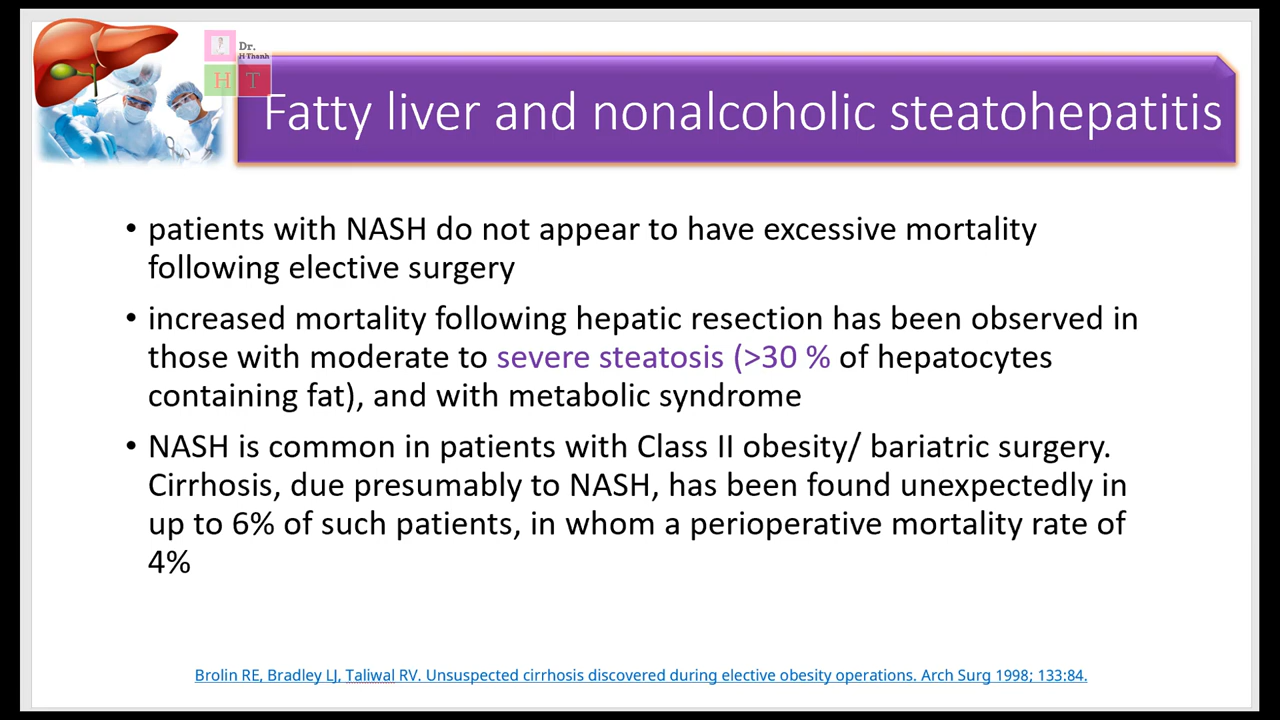 Dr.
H Thanh
H T
Fatty liver and nonalcoholic steatohepatitis
• patients with NASH do not appear to have excessive mortality
following elective surgery
• increased mortality following hepatic resection has been observed in
those with moderate to severe steatosis (>30 % of hepatocytes
containing fat), and with metabolic syndrome
• NASH is common in patients with Class II obesity/ bariatric surgery.
Cirrhosis, due presumably to NASH, has been found unexpectedly in
up to 6% of such patients, in whom a perioperative mortality rate of
4%
Brolin RE, Bradley LJ, Taliwal RV. Unsuspected cirrhosis discovered during elective obesity operations. Arch Surg 1998; 133:84.